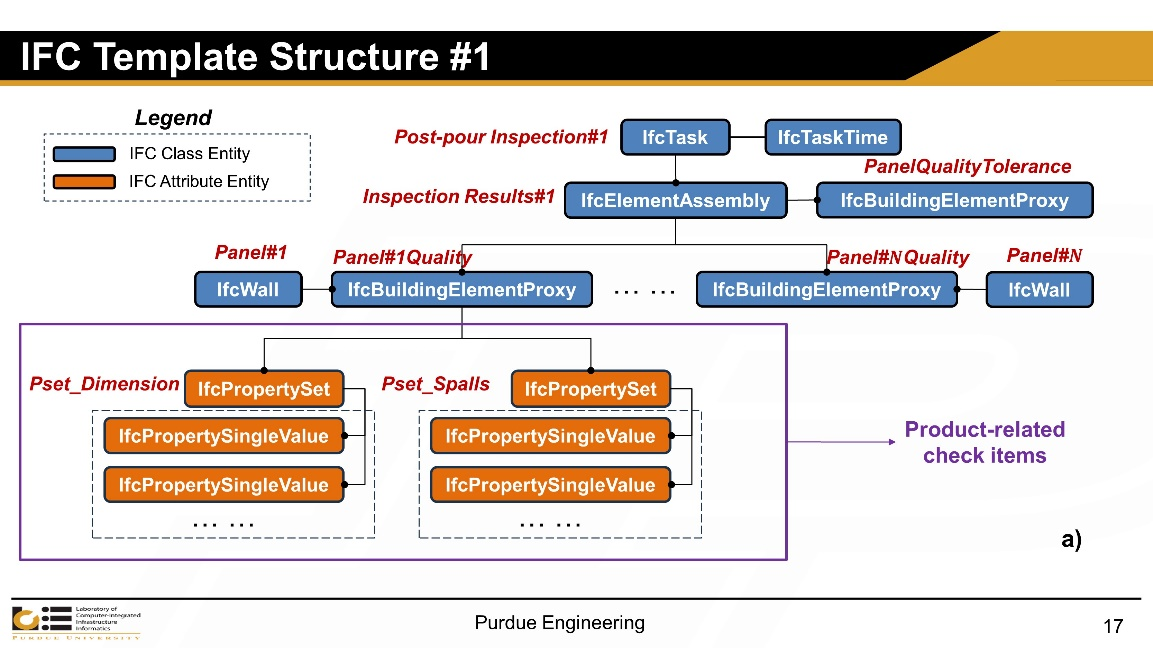 IFC Template Structure #1
Legend
IFC Class Entity
IFC Attribute Entity
Post-pour Inspection#1
IfcTask
IfcTaskTime
PanelQualityTolerance
Inspection Results#1
IfcElementAssembly
IfcBuildingElementProxy
Panel#1
Panel#1Quality
Panel#NQuality
Panel#N
IfcWall
IfcBuildingElementProxy
... ...
IfcBuildingElementProxy
IfcWall
Pset_Dimension
IfcPropertySet
Pset_Spalls
IfcPropertySet
IfcPropertySingleValue
IfcPropertySingleValue
IfcPropertySingleValue
IfcPropertySingleValue
... ...
... ...
Product-related
check items
a)
Laboratory of
Computer-integrated
Infrastructure
Informatics
PURDUE UNIVERSITY
Purdue Engineering
17